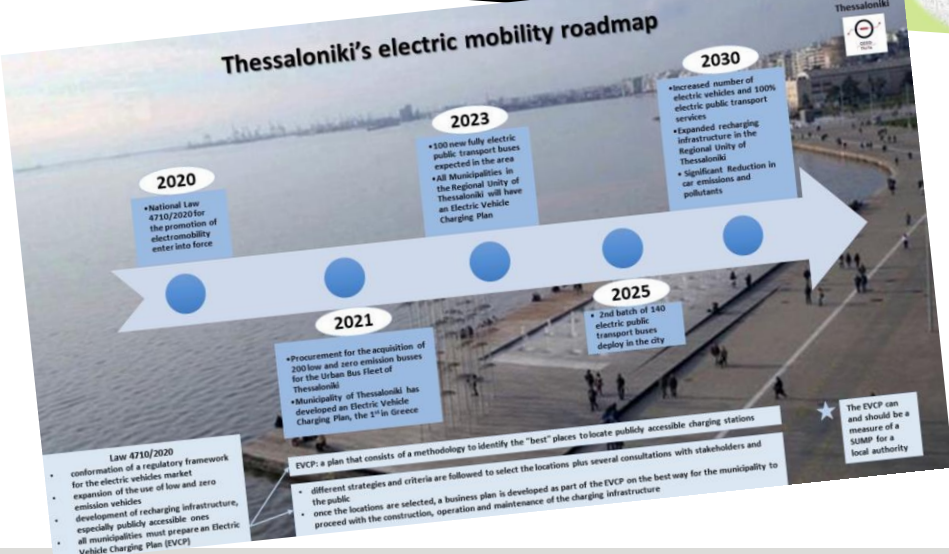 Thessaloniki
Thessaloniki's electric mobility roadmap
2020
•National Law
4710/2020for
the promotion of
electromobility
enter into force
2021
•Procurement for the acquisition of
200low and zero emission busses
for the Urban Bus Fleet of
Thessaloniki
•Municipality of Thessaloniki has
developed an Electric Vehicle
Charging Plan, the 1st in Greece
2023
•100 new fully electric
public transport buses
expected in the area
•All Municipalities in
the Regional Unity of
Thessaloniki will have
an Electric Vehicle
Charging Plan
2025
• 2nd batch of 140
electric public
transport buses
deploy in the city
2030
•Increased number of
electric vehicles and 100%
electric public transport
services
•Expanded recharging
infrastructure in the
Regional Unity of
Thessaloniki
• Significant Reduction in
car emissions and
pollutants
Law 4710/2020
• conformation of a regulatory framework
for the electric vehicles market
• expansion of the use of low and zero
emission vehicles
• development of recharging infrastructure,
especially publicly accessible ones
• all municipalities must prepare an Electric
Vehicle Charging Plan (EVCP)
EVCP: a plan that consists of a methodology to identify the "best" places to locate publicly accessible charging stations
• different strategies and criteria are followed to select the locations plus several consultations with stakeholders and
the public
• once the locations are selected, a business plan is developed as part of the EVCP on the best way for the municipality to
proceed with the construction, operation and maintenance of the charging infrastructure
The EVCP can
and should be a
measure of a
SUMP for a
local authority